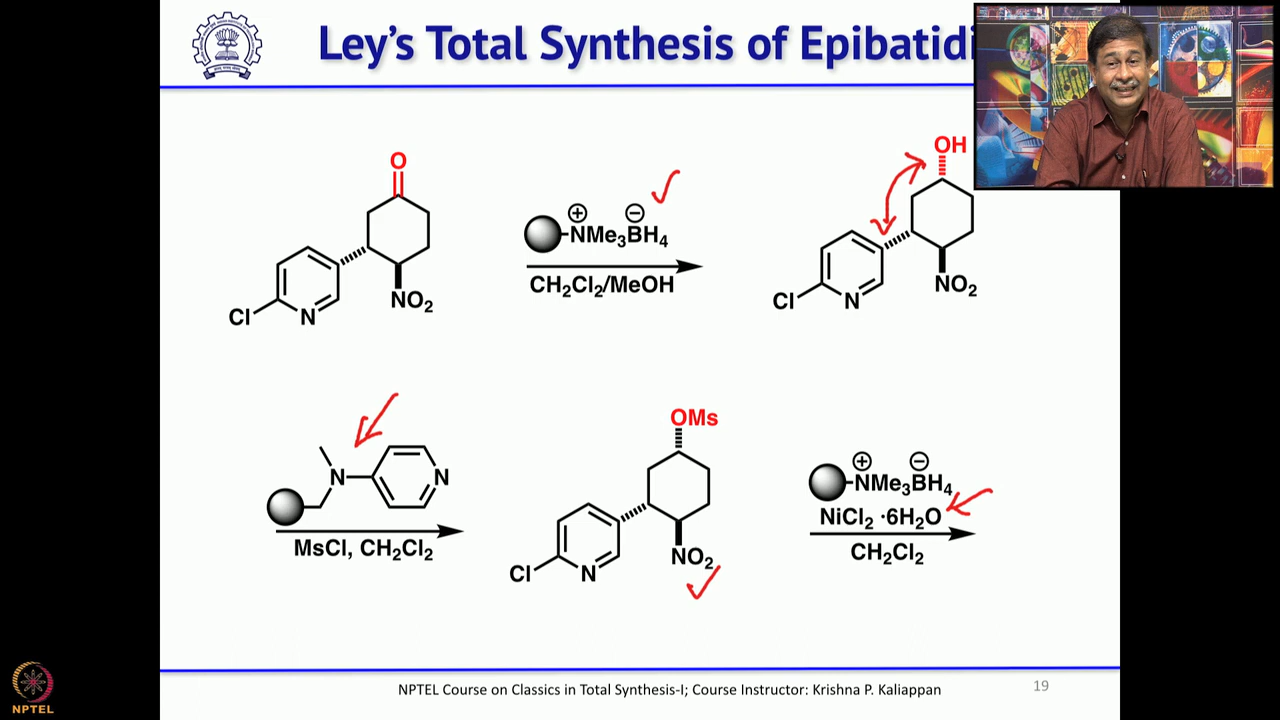 Ley's Total Synthesis of Epibatidi
O
NMe3BH4
CH2Cl2/MeOH
NO2
Cl
N
OH
NO2
Cl
N
N
N
MsCl, CH2Cl2
OMs
NO2
Cl
N
NMe3BH4
NiCl2 ·6H2O
CH2Cl2
NPTEL
NPTEL Course on Classics in Total Synthesis-I; Course Instructor: Krishna P. Kaliappan
19